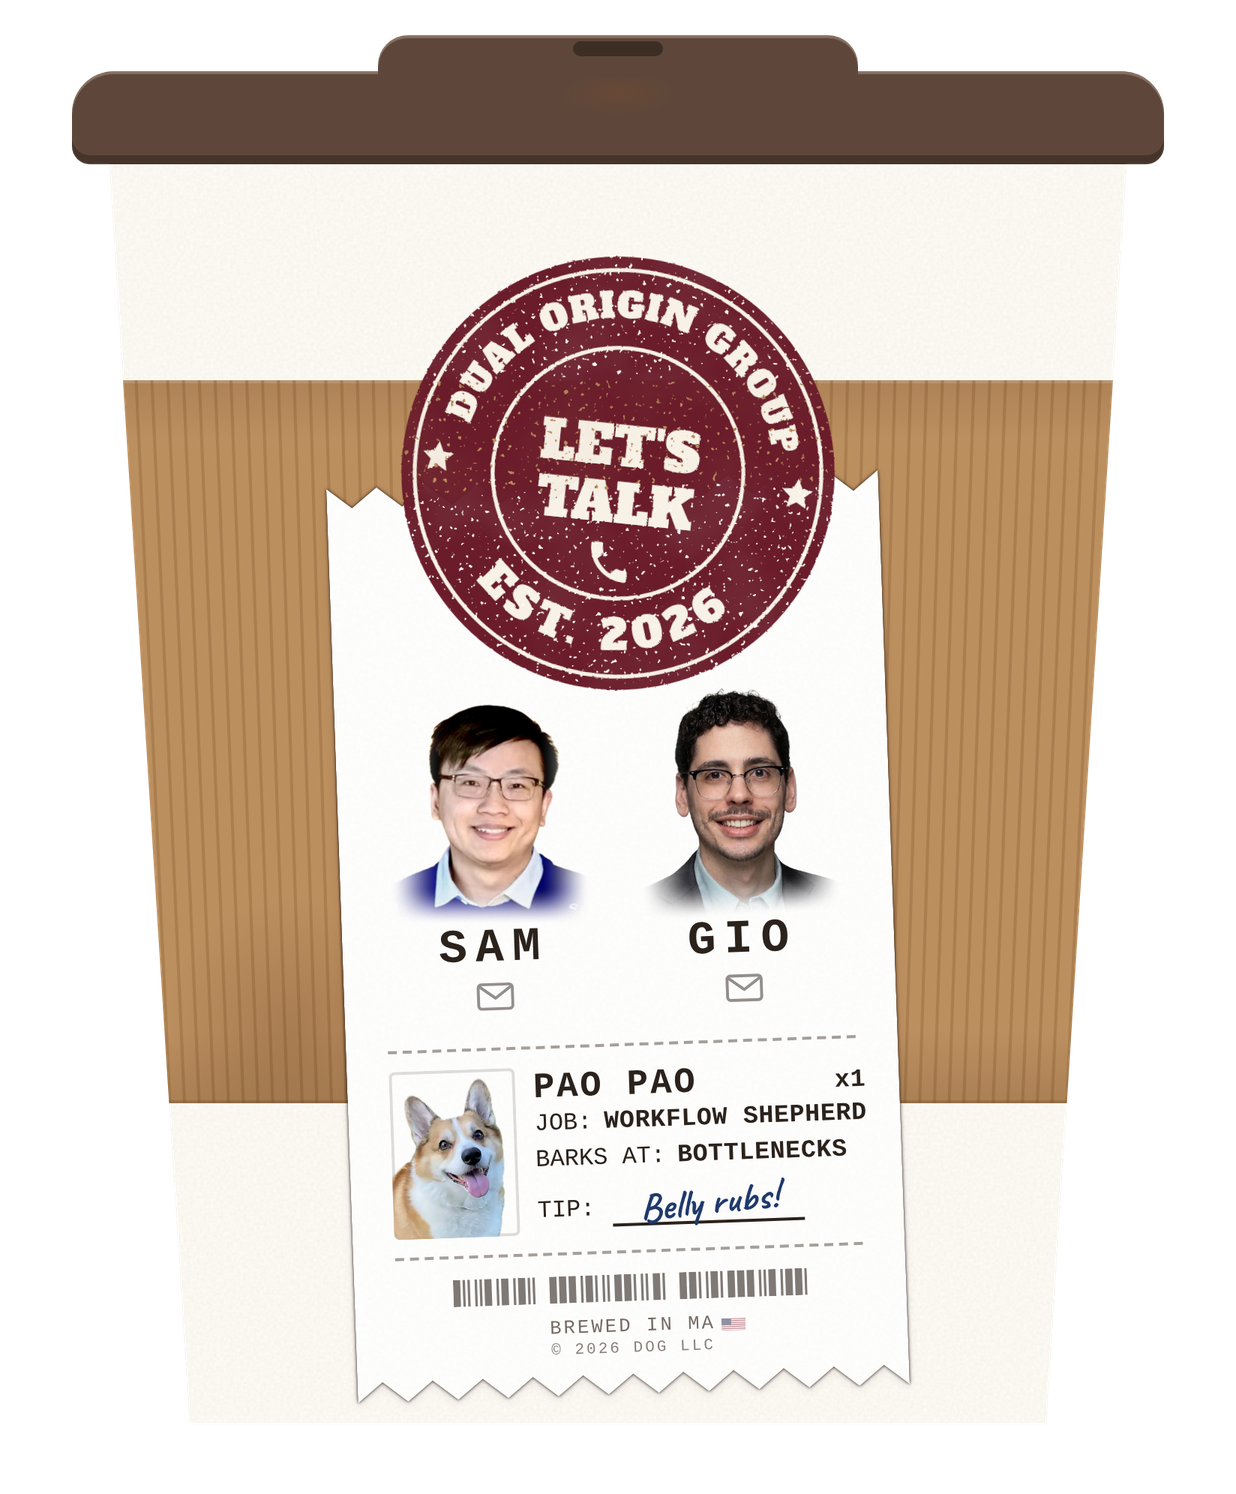 DUAL ORIGIN GROUP
LET'S
TALK
EST. 2026
SAM
GIO
PAO PAO x1
JOB: WORKFLOW SHEPHERD
BARKS AT: BOTTLENECKS
TIP: Belly rubs!
BREWED IN MA
© 2026 DOG LLC